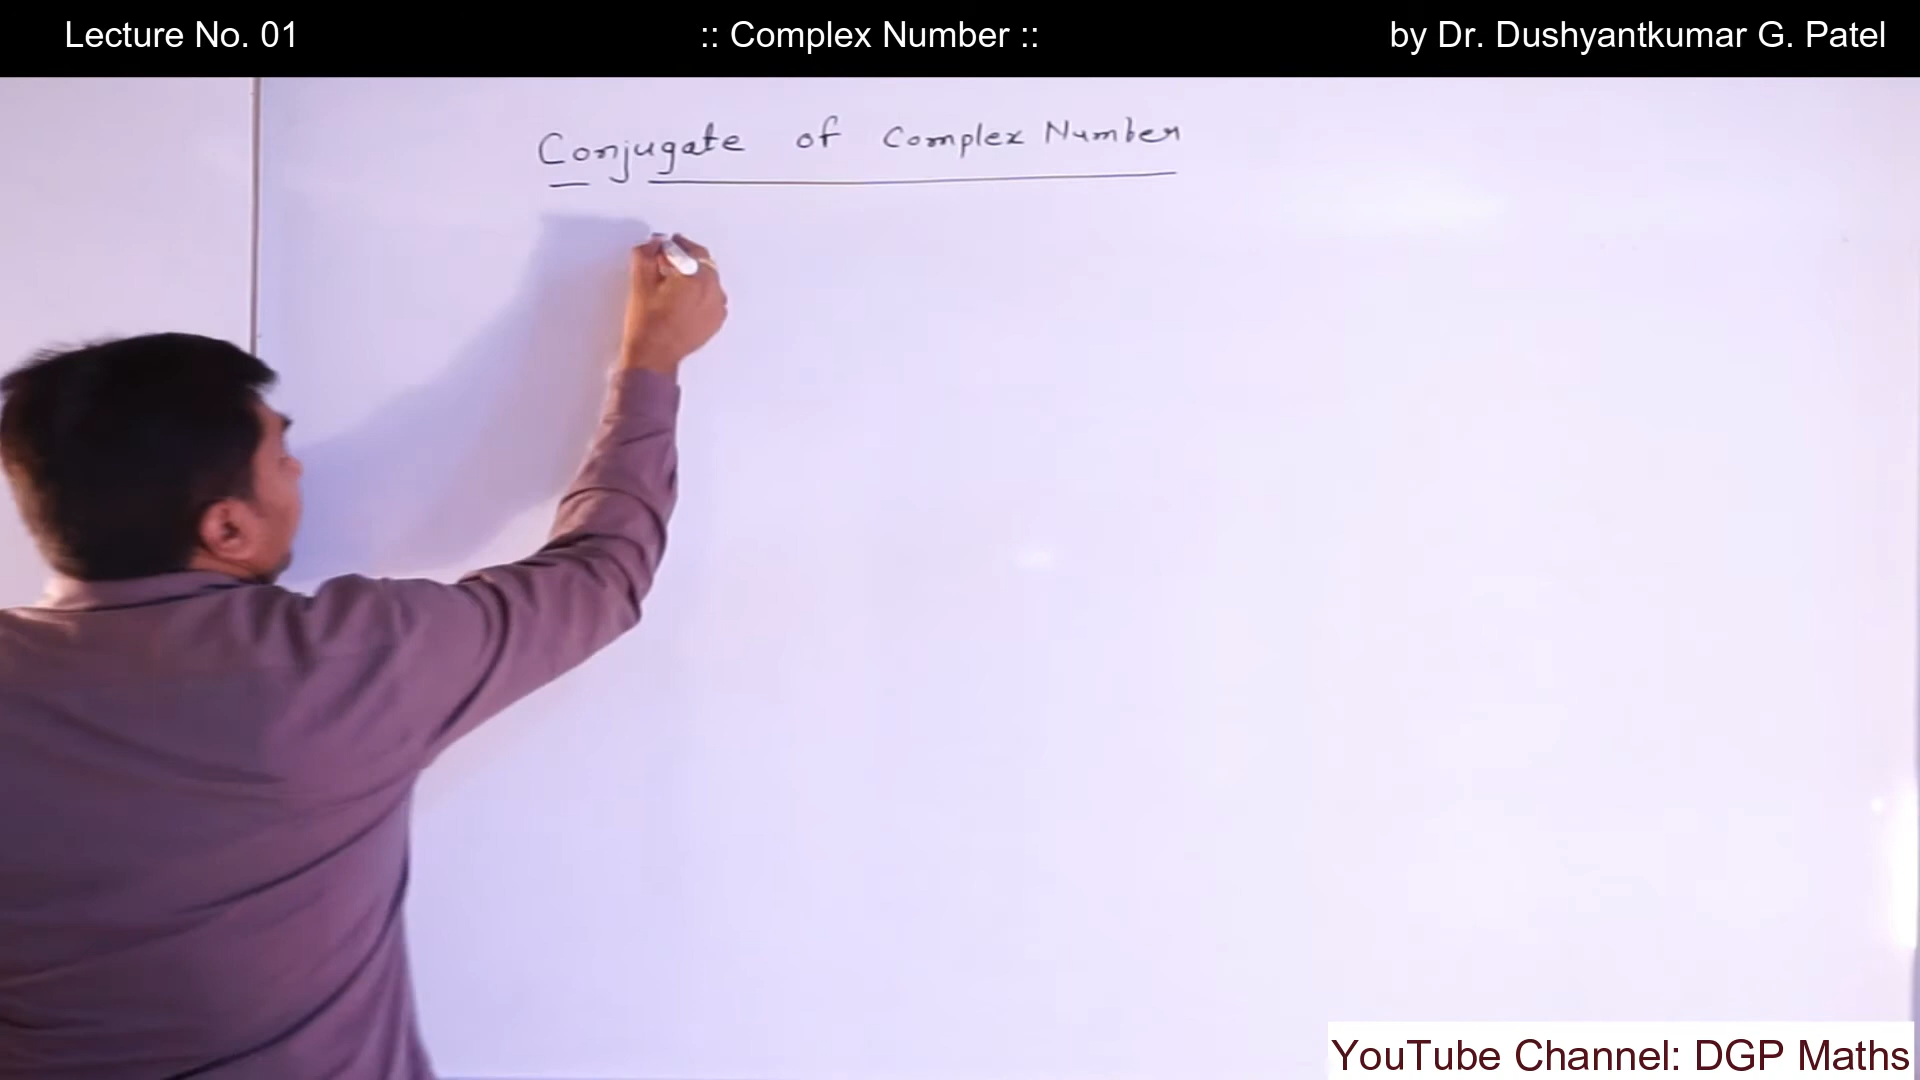 Lecture No. 01
:: Complex Number ::
by Dr. Dushyantkumar G. Patel
Conjugate of Complex Number
YouTube Channel: DGP Maths